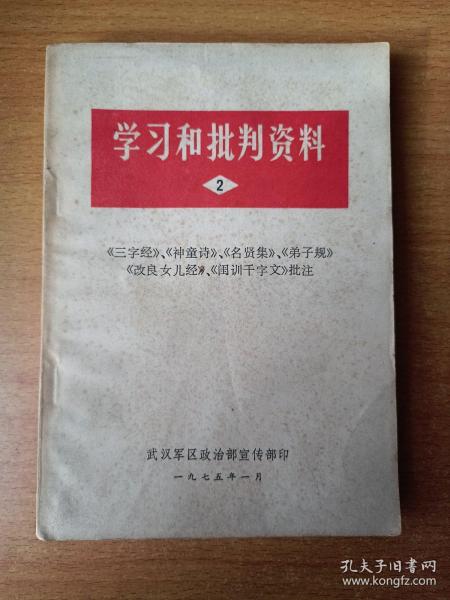 学习和批判资料
2
《三字经》、《神童诗》、《名贤集》、《弟子规》
《改良女儿经》、《闺训千字文》批注
武汉军区政治部宣传部印
一九七五年一月
孔夫子旧书网
www.kongfz.com